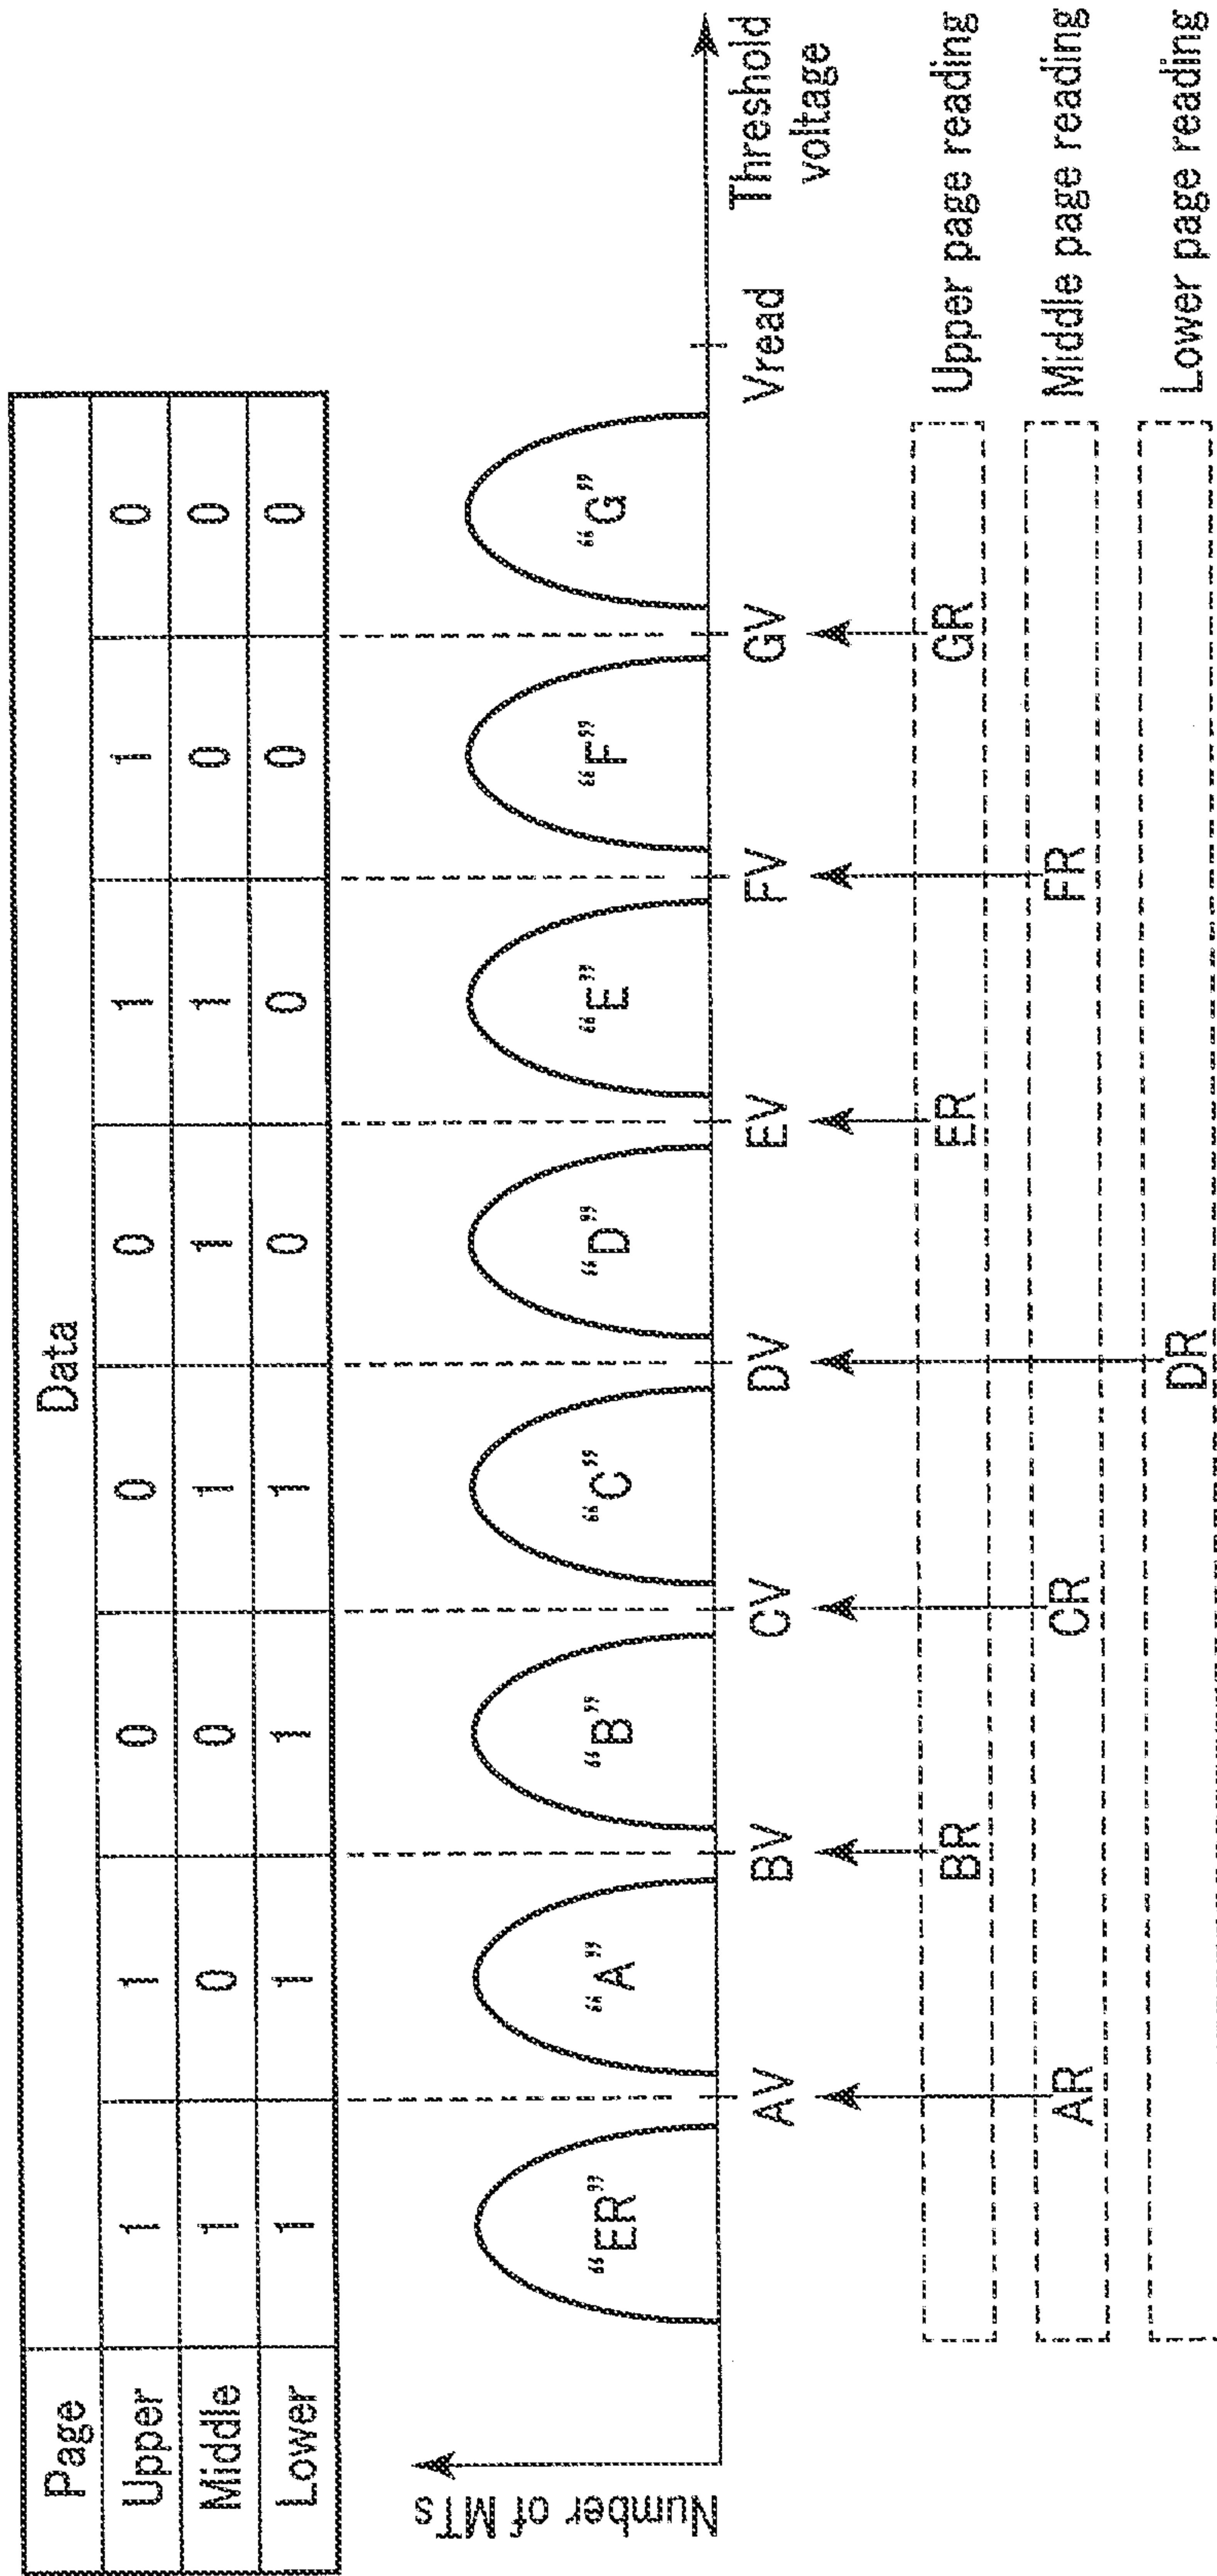 Page Data
Upper 1 1 0 0 0 1 1 0
Middle 1 0 0 1 1 1 0 0
Lower 1 1 1 1 0 0 0 0
Number of MTs
“ER” “A” “B” “C” “D” “E” “F” “G”
AV BV CV DV EV FV GV Vread Threshold
voltage
BR ER GR Upper page reading
AR CR FR Middle page reading
DR Lower page reading